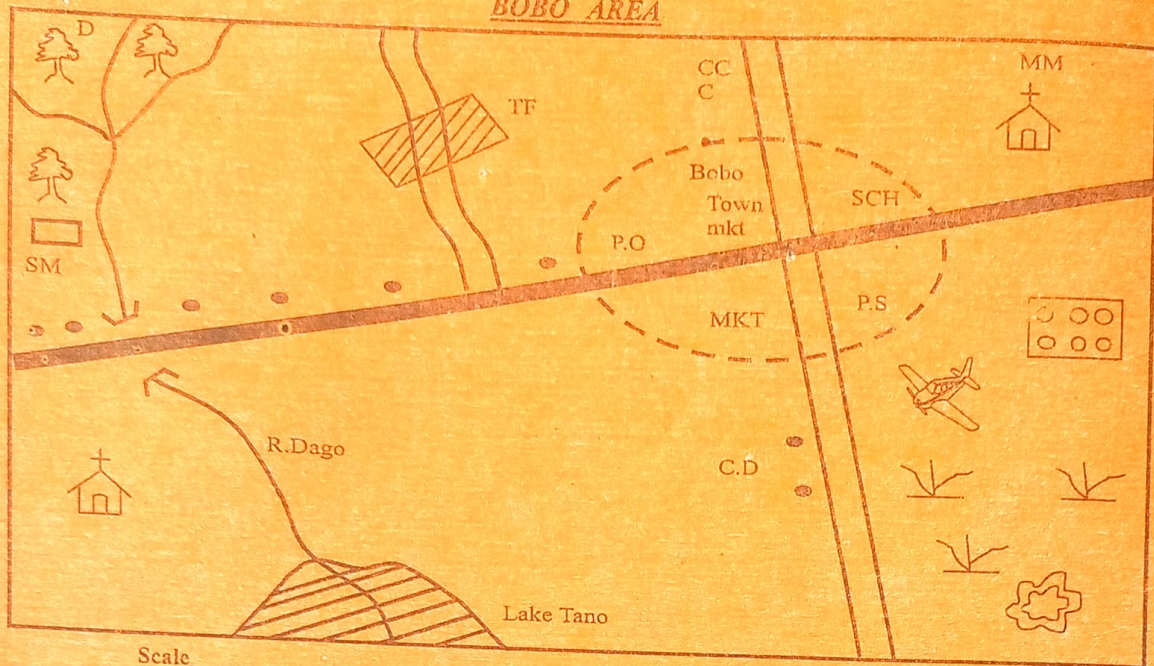 BOBO AREA
D
TF
CC
C
MM
Bobo
Town
mkt
SCH
P.O
SM
MKT
P.S
R.Dago
C.D
Lake Tano
Scale